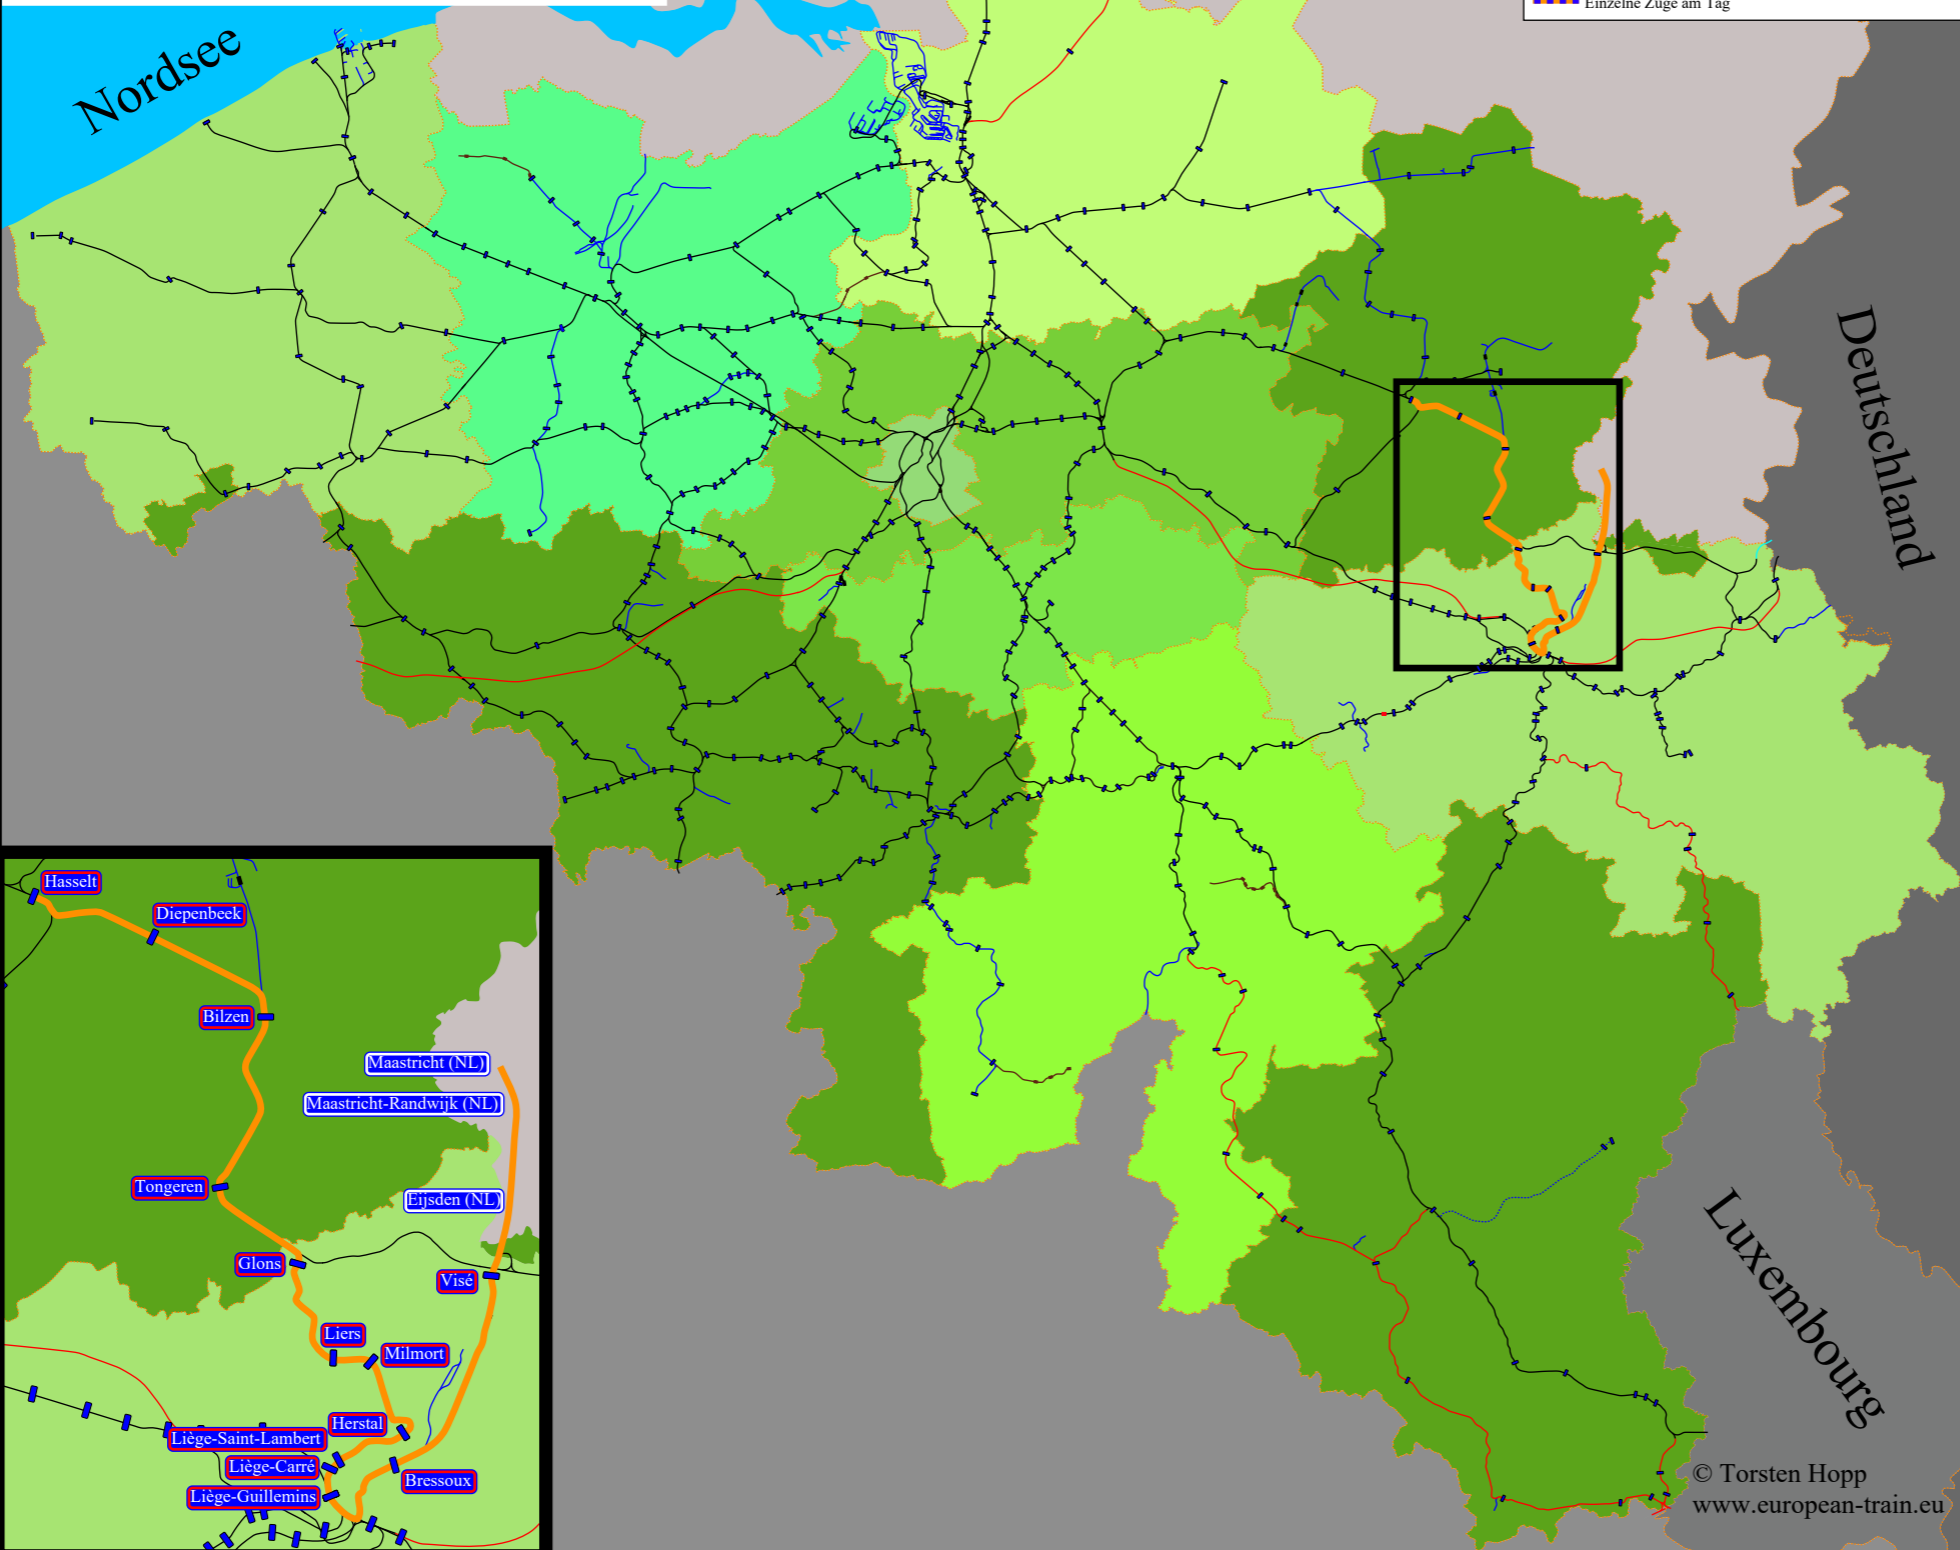 Einzelne Züge am Tag
Nordsee
Deutschland
Hasselt
Diepenbeek
Bilzen
Maastricht (NL)
Maastricht-Randwijk (NL)
Tongeren
Eijsden (NL)
Glons
Visé
Liers
Milmort
Herstal
Liège-Saint-Lambert
Liège-Carré
Bressoux
Liège-Guillemins
Luxembourg
© Torsten Hopp
www.european-train.eu